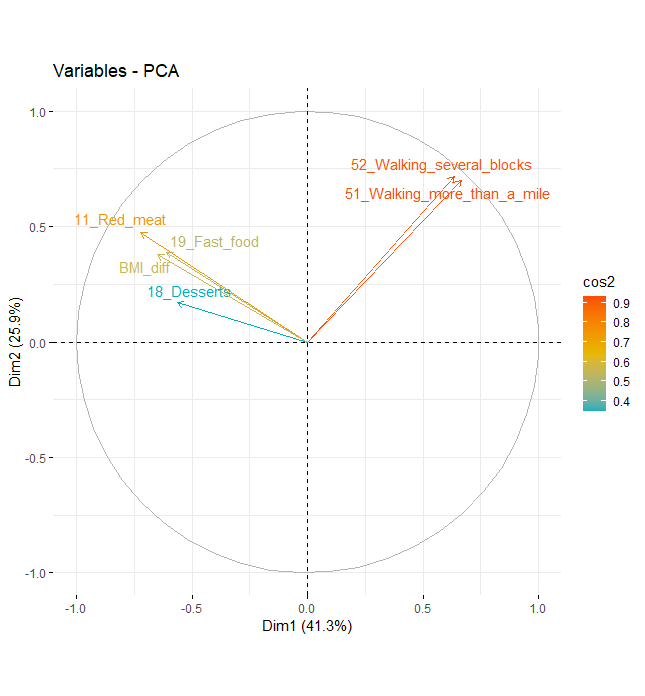 Variables - PCA
1.0
52_Walking_several_blocks
51_Walking_more_than_a_mile
11_Red_meat
0.5
19_Fast_food
BMI_diff
18_Desserts
cos2
0.9
0.8
0.7
0.6
0.5
0.4
Dim2 (25.9%)
0.0
-0.5
-1.0
-1.0 -0.5 0.0 0.5 1.0
Dim1 (41.3%)